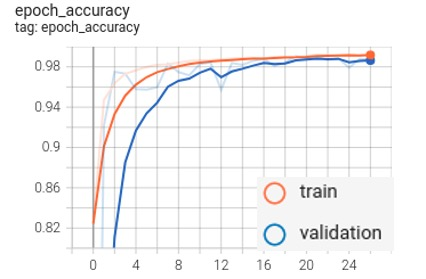 epoch_accuracy
tag: epoch_accuracy
0.98
0.94
0.9
0.86
0.82
train
validation
0 4 8 12 16 20 24